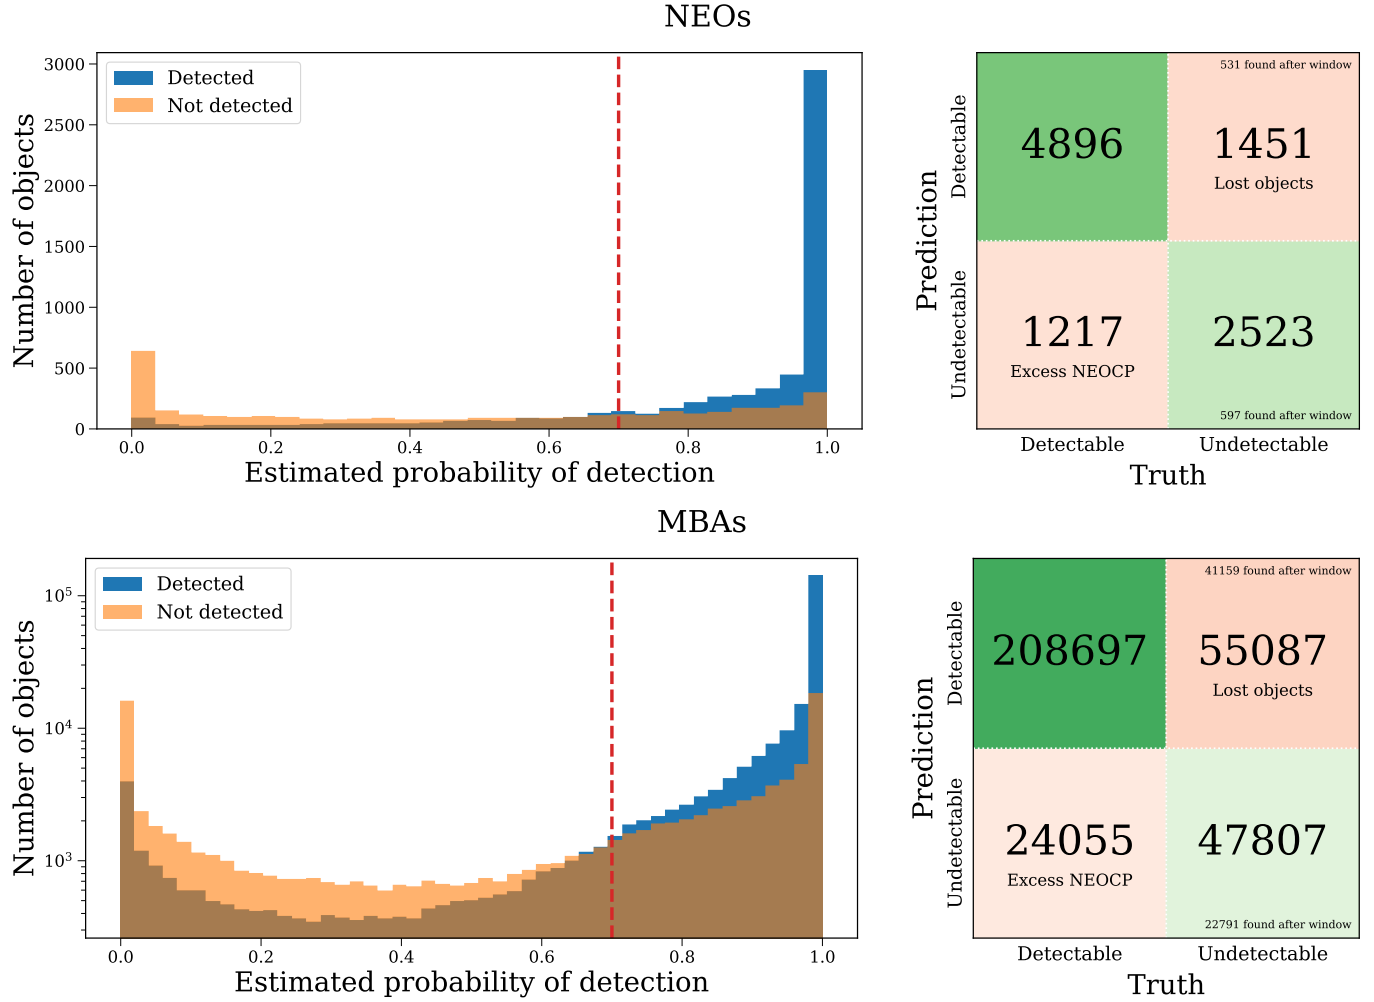 NEOs
Number of objects
3000
2500
2000
1500
1000
500
0
Detected
Not detected
0.0 0.2 0.4 0.6 0.8 1.0
Estimated probability of detection
Prediction
Detectable
Undetectable
531 found after window
4896
1451
Lost objects
1217
Excess NEOCP
2523
597 found after window
Detectable Undetectable
Truth
MBAs
Number of objects
10⁵
10⁴
10³
Detected
Not detected
0.0 0.2 0.4 0.6 0.8 1.0
Estimated probability of detection
Prediction
Detectable
Undetectable
41159 found after window
208697
55087
Lost objects
24055
Excess NEOCP
47807
22791 found after window
Detectable Undetectable
Truth